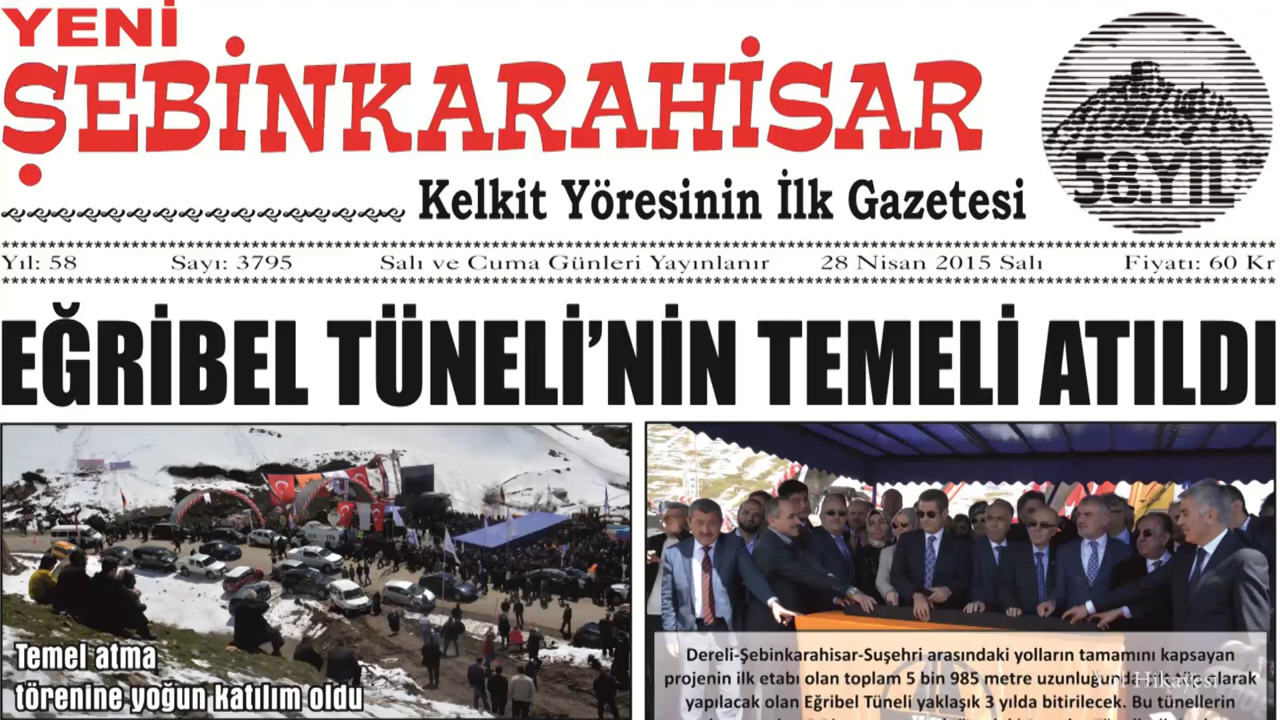 YENİ
ŞEBİNKARAHİSAR
58.YIL
Kelkit Yöresinin İlk Gazetesi
Yıl: 58 Sayı: 3795 Salı ve Cuma Günleri Yayınlanır 28 Nisan 2015 Salı Fiyatı: 60 Kr
EĞRİBEL TÜNELİ'NİN TEMELİ ATILDI
Temel atma
törenine yoğun katılım oldu
Dereli-Şebinkarahisar-Suşehri arasındaki yolların tamamını kapsayan
projenin ilk etabı olan toplam 5 bin 985 metre uzunluğunda olarak
yapılacak olan Eğribel Tüneli yaklaşık 3 yılda bitirilecek. Bu tünellerin
Hikayesi